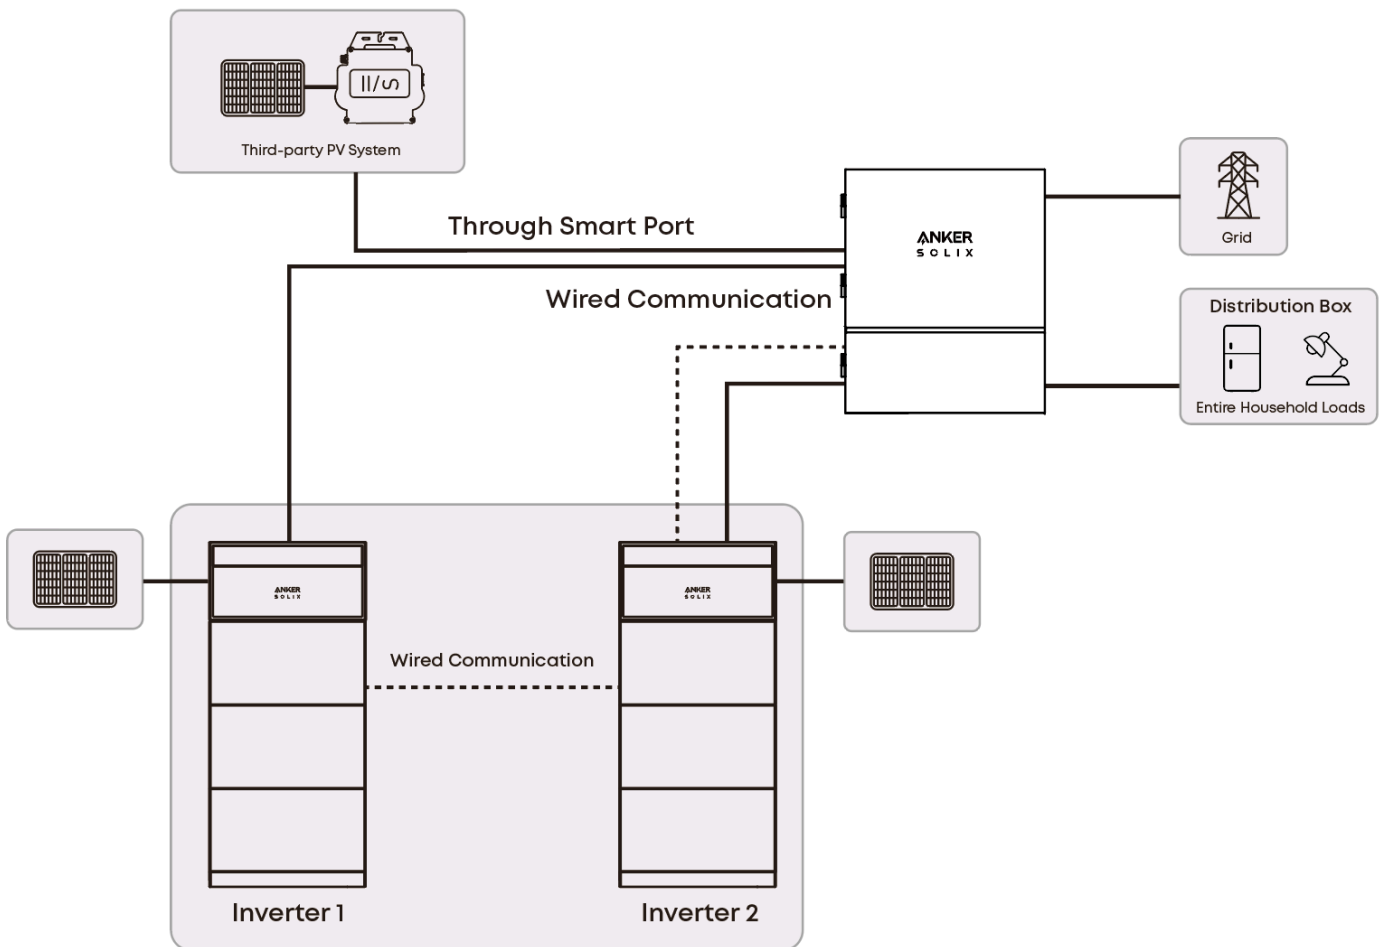 Third-party PV System
Through Smart Port
ANKER
SOLIX
Grid
Wired Communication
Distribution Box
Entire Household Loads
ANKER
SOLIX
ANKER
SOLIX
Wired Communication
Inverter 1
Inverter 2